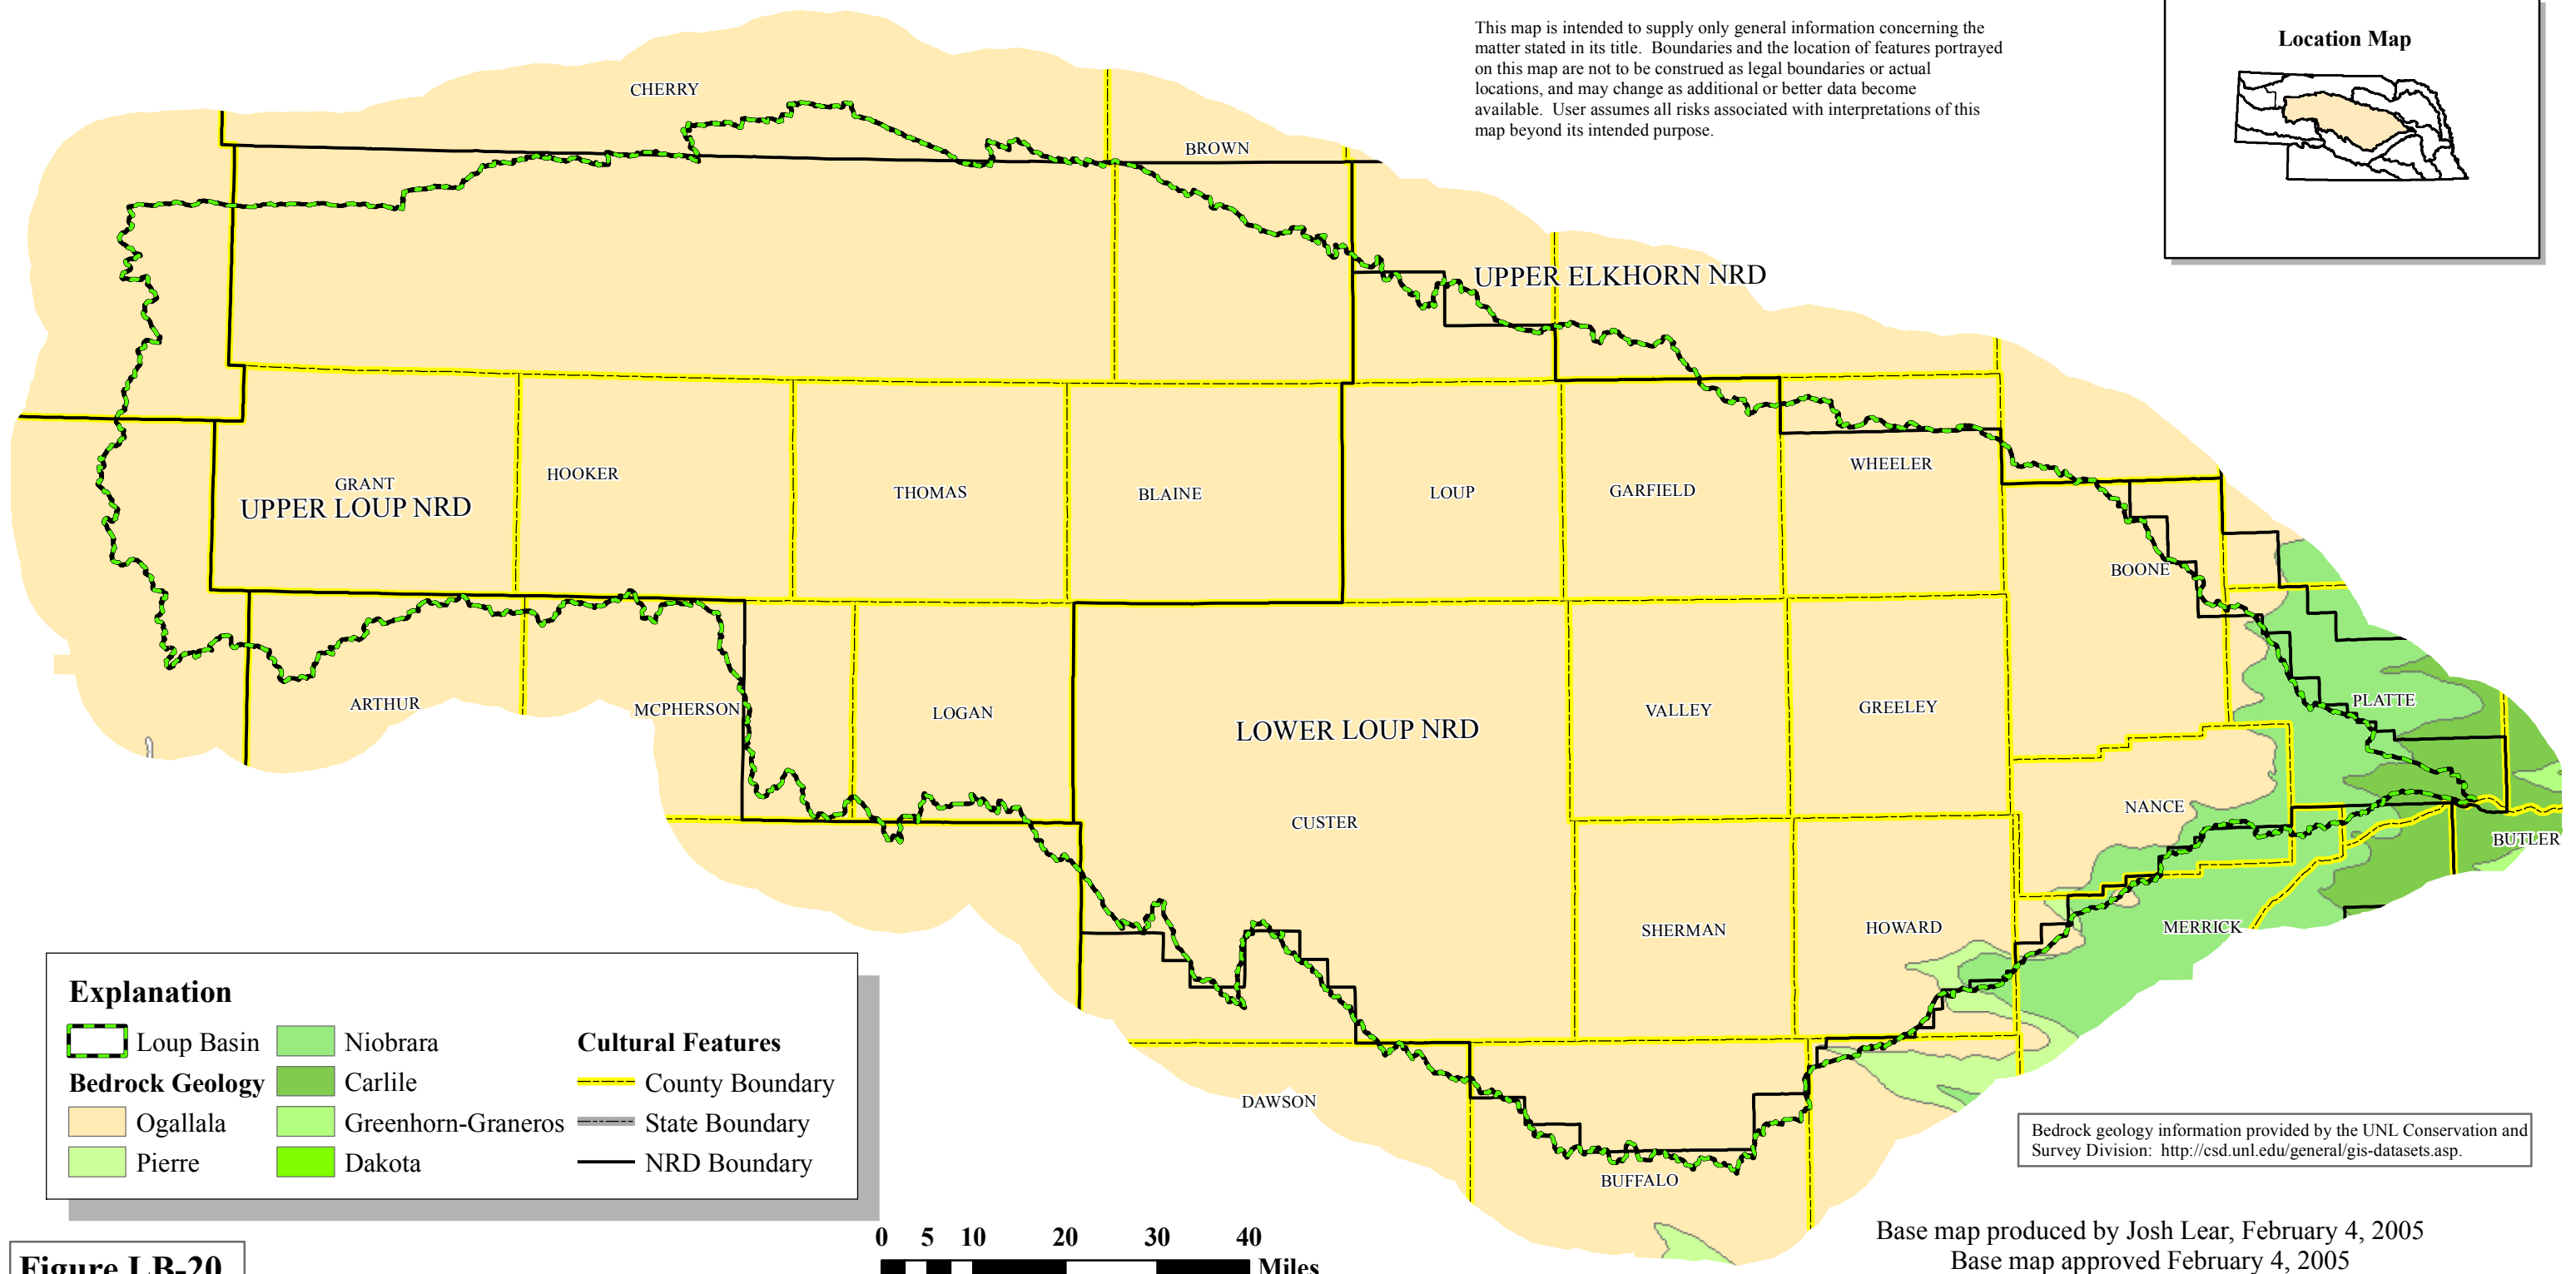 This map is intended to supply only general information concerning the
matter stated in its title. Boundaries and the location of features portrayed
on this map are not to be construed as legal boundaries or actual
locations, and may change as additional or better data become
available. User assumes all risks associated with interpretations of this
map beyond its intended purpose.
Location Map
CHERRY
BROWN
UPPER ELKHORN NRD
GRANT
UPPER LOUP NRD
HOOKER
THOMAS
BLAINE
LOUP
GARFIELD
WHEELER
BOONE
ARTHUR
MCPHERSON
LOGAN
LOWER LOUP NRD
CUSTER
VALLEY
GREELEY
PLATTE
NANCE
BUTLER
SHERMAN
HOWARD
MERRICK
DAWSON
BUFFALO
Explanation
Loup Basin
Bedrock Geology
Ogallala
Pierre
Niobrara
Carlile
Greenhorn-Graneros
Dakota
Cultural Features
County Boundary
State Boundary
NRD Boundary
Bedrock geology information provided by the UNL Conservation and
Survey Division: http://csd.unl.edu/general/gis-datasets.asp.
Figure LB-20
0 5 10 20 30 40
Miles
Base map produced by Josh Lear, February 4, 2005
Base map approved February 4, 2005